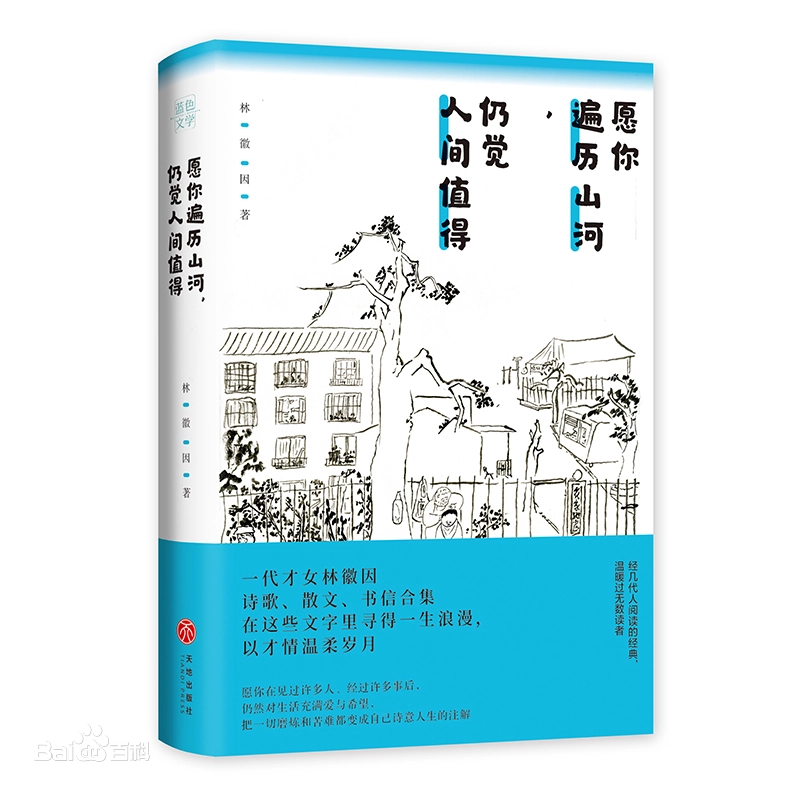 愿你
遍历山河
，
仍觉
人间值得
林徽因 著
一代才女林徽因
诗歌、散文、书信合集
在这些文字里寻得一生浪漫，
以才情温柔岁月
愿你在见过许多人、经过许多事后，
仍然对生活充满爱与希望，
把一切磨炼和苦难都变成自己诗意人生的注解
经几代人阅读的经典，
温暖过无数读者
蓝色
文学
愿你遍历山河，
仍觉人间值得
林徽因 著
天地出版社
TIANDI PRESS
Baidu百科